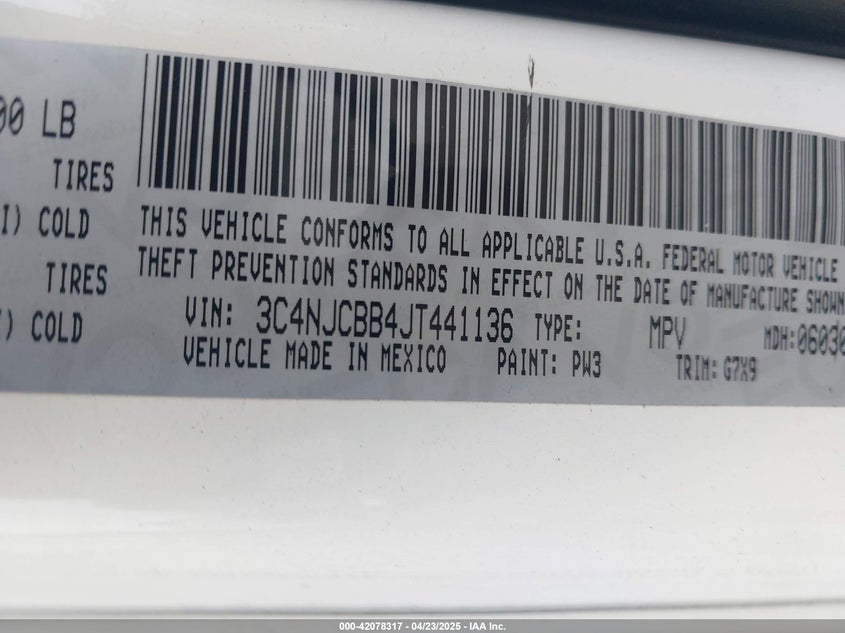 00 LB
TIRES
I) COLD
TIRES
) COLD
THIS VEHICLE CONFORMS TO ALL APPLICABLE U.S.A. FEDERAL MOTOR VEHICLE
THEFT PREVENTION STANDARDS IN EFFECT ON THE DATE OF MANUFACTURE SHOWN
VIN: 3C4NJCBB4JT441136 TYPE: MPV MDH:06030
VEHICLE MADE IN MEXICO PAINT: PW3 TRIM: G7X9
000-42078317 - 04/23/2025 - IAA Inc.